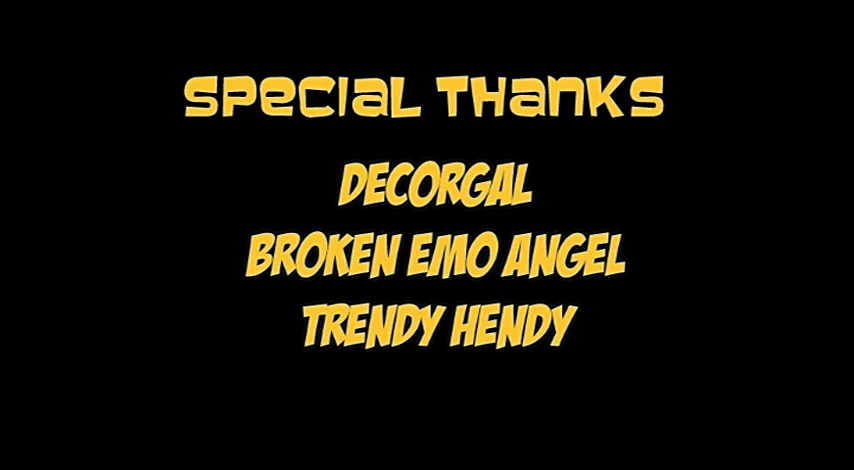 SPECIAL THANKS
DECORGAL
BROKEN EMO ANGEL
TRENDY HENDY